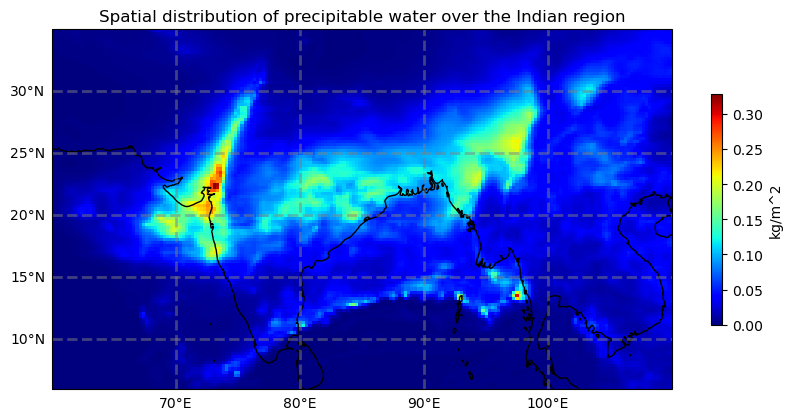 Spatial distribution of precipitable water over the Indian region
30°N
25°N
20°N
15°N
10°N
70°E
80°E
90°E
100°E
0.30
0.25
0.20
0.15
0.10
0.05
0.00
kg/m^2